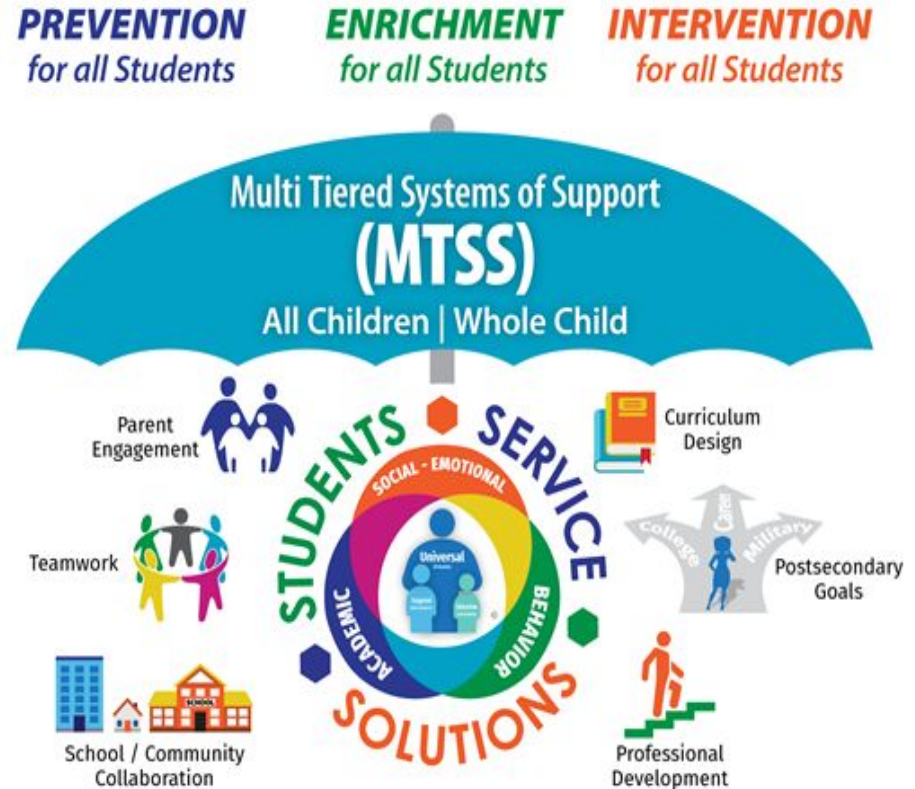 PREVENTION
for all Students
ENRICHMENT
for all Students
INTERVENTION
for all Students
Multi Tiered Systems of Support
(MTSS)
All Children | Whole Child
Parent
Engagement
Curriculum
Design
STUDENTS
SERVICE
SOLUTIONS
SOCIAL - EMOTIONAL
ACADEMIC
BEHAVIOR
Universal
Teamwork
College
Career
Military
Postsecondary
Goals
SCHOOL
School / Community
Collaboration
Professional
Development